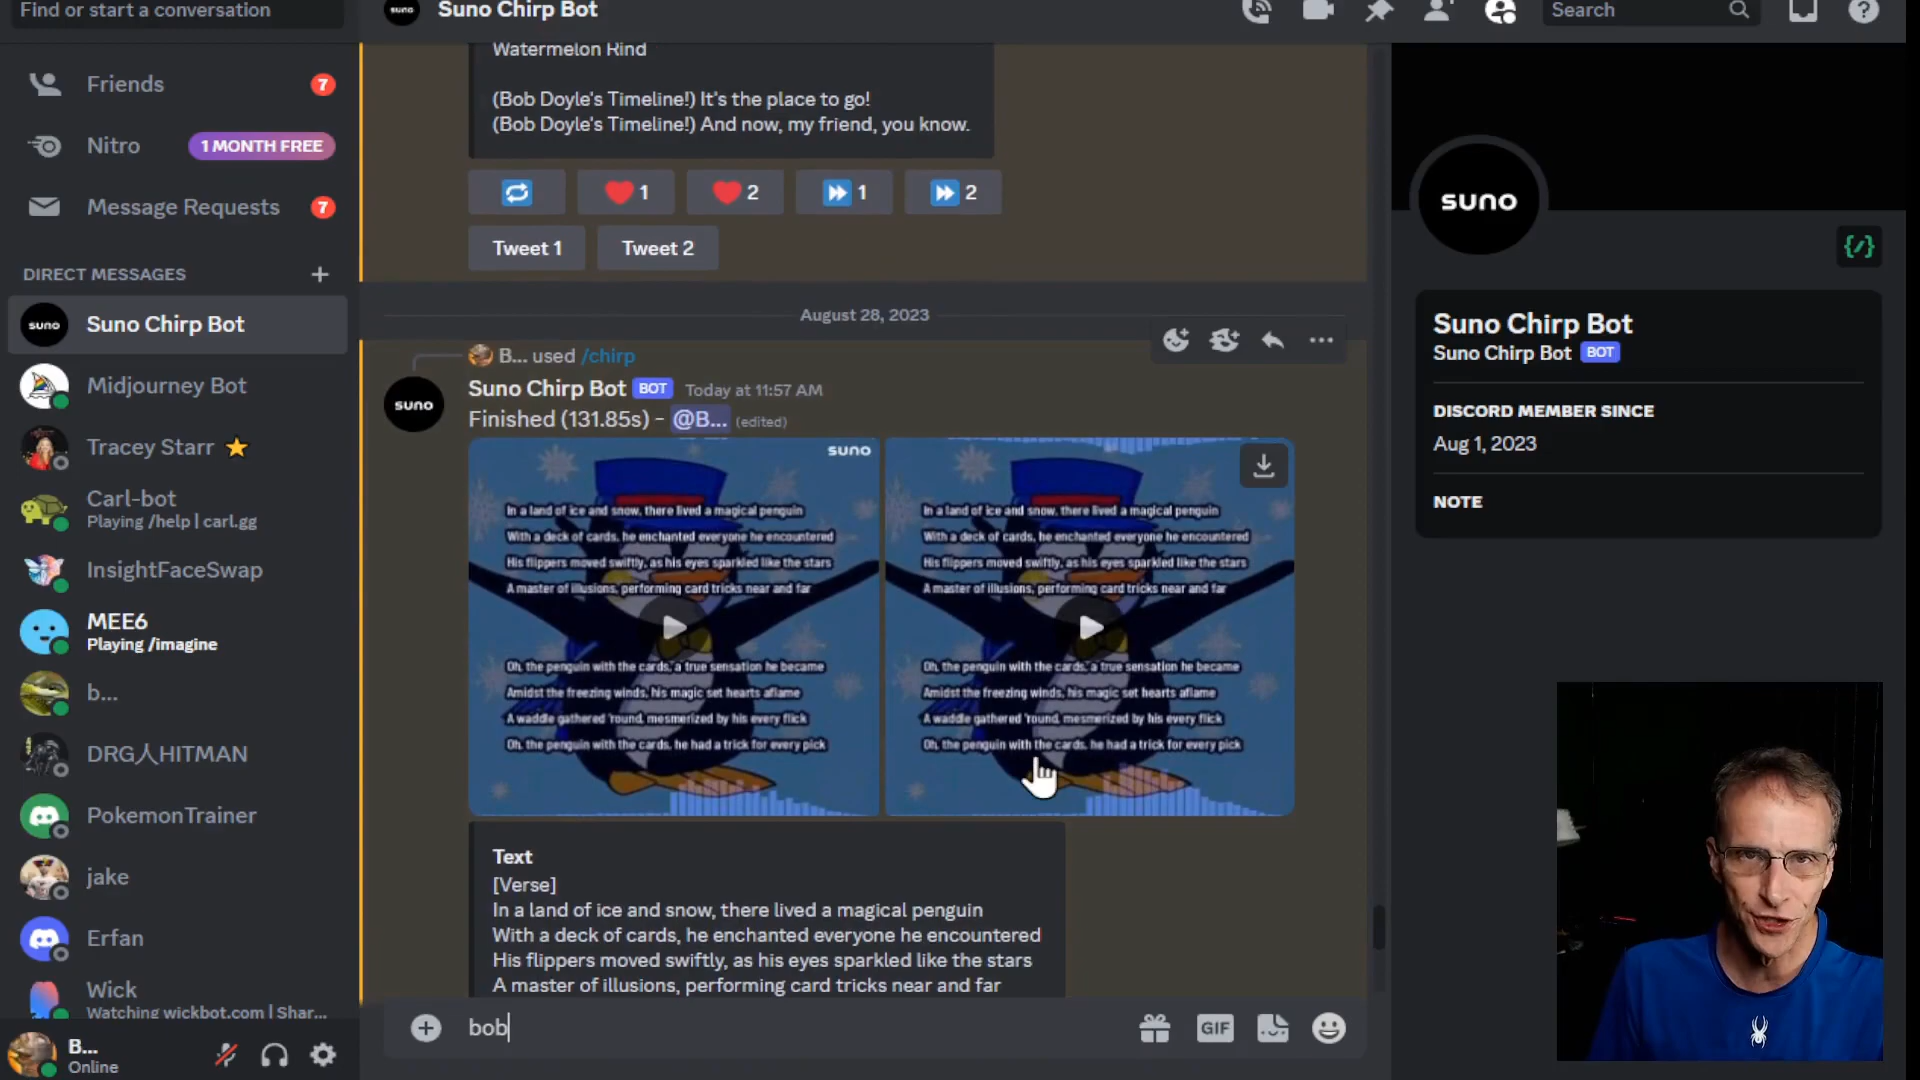 Find or start a conversation
Friends
7
Nitro
1 MONTH FREE
Message Requests
7
DIRECT MESSAGES
suno
Suno Chirp Bot
Midjourney Bot
Tracey Starr
Carl-bot
Playing /help | carl.gg
InsightFaceSwap
MEE6
Playing /imagine
b...
DRG人HITMAN
PokemonTrainer
jake
Erfan
Wick
Watching wickbot.com | Shar...
B...
Online
suno
Suno Chirp Bot
Search
Watermelon Rind
(Bob Doyle's Timeline!) It's the place to go!
(Bob Doyle's Timeline!) And now, my friend, you know.
1
2
1
2
Tweet 1
Tweet 2
August 28, 2023
B... used /chirp
suno
Suno Chirp Bot BOT Today at 11:57 AM
Finished (131.85s) - @B... (edited)
suno
In a land of ice and snow, there lived a magical penguin
With a deck of cards, he enchanted everyone he encountered
His flippers moved swiftly, as his eyes sparkled like the stars
A master of illusions, performing card tricks near and far
Oh, the penguin with the cards, a true sensation he became
Amidst the freezing winds, his magic set hearts aflame
A waddle gathered 'round, mesmerized by his every flick
Oh, the penguin with the cards, he had a trick for every pick
In a land of ice and snow, there lived a magical penguin
With a deck of cards, he enchanted everyone he encountered
His flippers moved swiftly, as his eyes sparkled like the stars
A master of illusions, performing card tricks near and far
Oh, the penguin with the cards, a true sensation he became
Amidst the freezing winds, his magic set hearts aflame
A waddle gathered 'round, mesmerized by his every flick
Oh, the penguin with the cards, he had a trick for every pick
Text
[Verse]
In a land of ice and snow, there lived a magical penguin
With a deck of cards, he enchanted everyone he encountered
His flippers moved swiftly, as his eyes sparkled like the stars
A master of illusions, performing card tricks near and far
bob
GIF
suno
Suno Chirp Bot
Suno Chirp Bot BOT
DISCORD MEMBER SINCE
Aug 1, 2023
NOTE